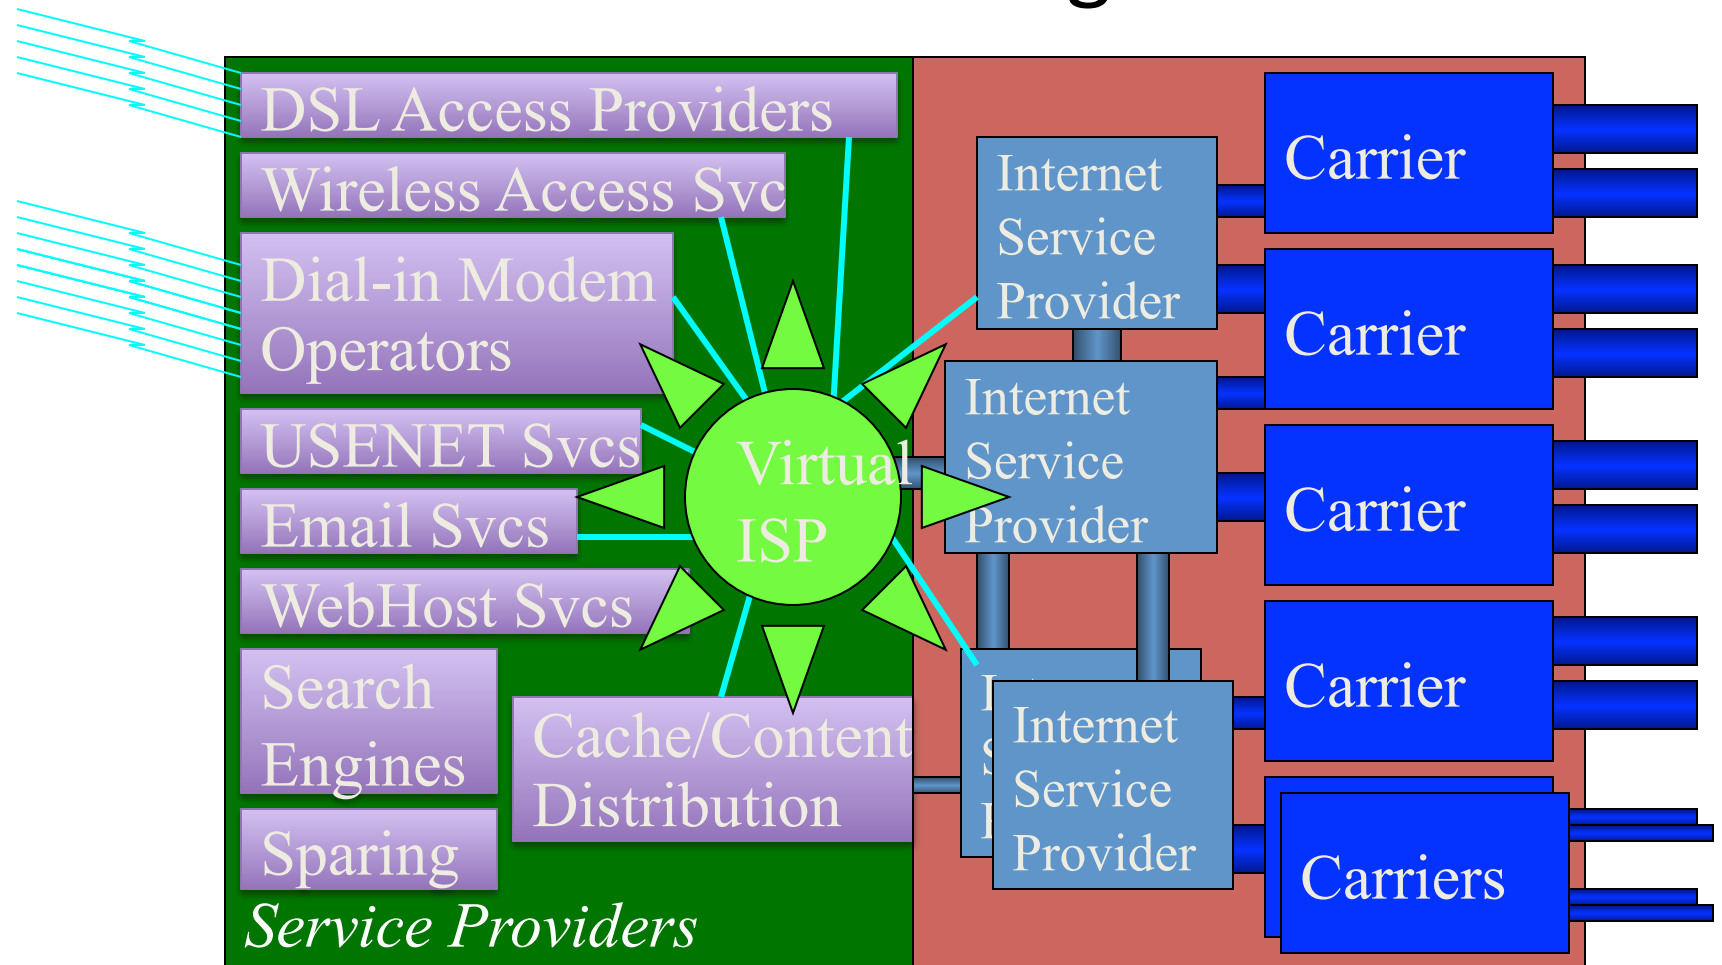 DSL Access Providers
Wireless Access Svc
Dial-in Modem
Operators
USENET Svcs
Email Svcs
WebHost Svcs
Search
Engines
Sparing
Cache/Content
Distribution
Service Providers
Virtual
ISP
Internet
Service
Provider
Internet
Service
Provider
Internet
Service
Provider
Carrier
Carrier
Carrier
Carrier
Carriers